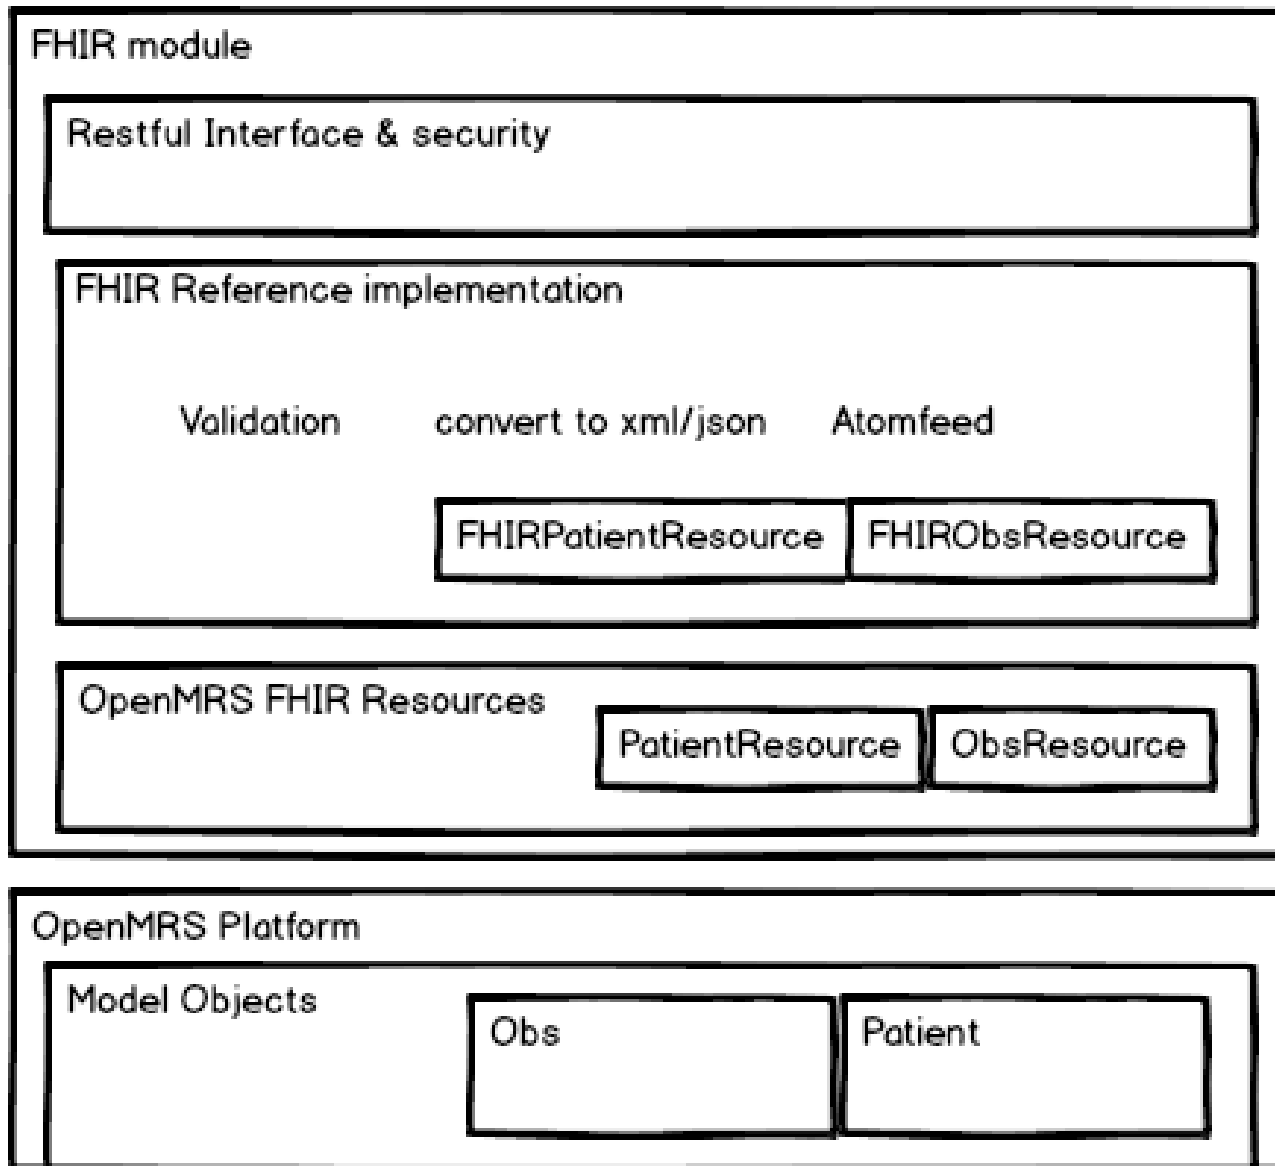 FHIR module
Restful Interface & security
FHIR Reference implementation
Validation convert to xml/json Atomfeed
FHIRPatientResource FHIRObsResource
OpenMRS FHIR Resources
PatientResource ObsResource
OpenMRS Platform
Model Objects
Obs Patient